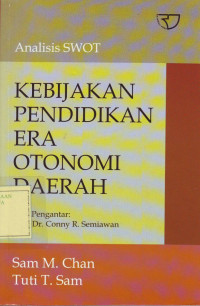 Analisis SWOT
KEBIJAKAN
PENDIDIKAN
ERA
OTONOMI
DAERAH
Pengantar:
Dr. Conny R. Semiawan
Sam M. Chan
Tuti T. Sam